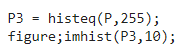 P3 = histeq(P,255);
figure;imhist(P3,10);